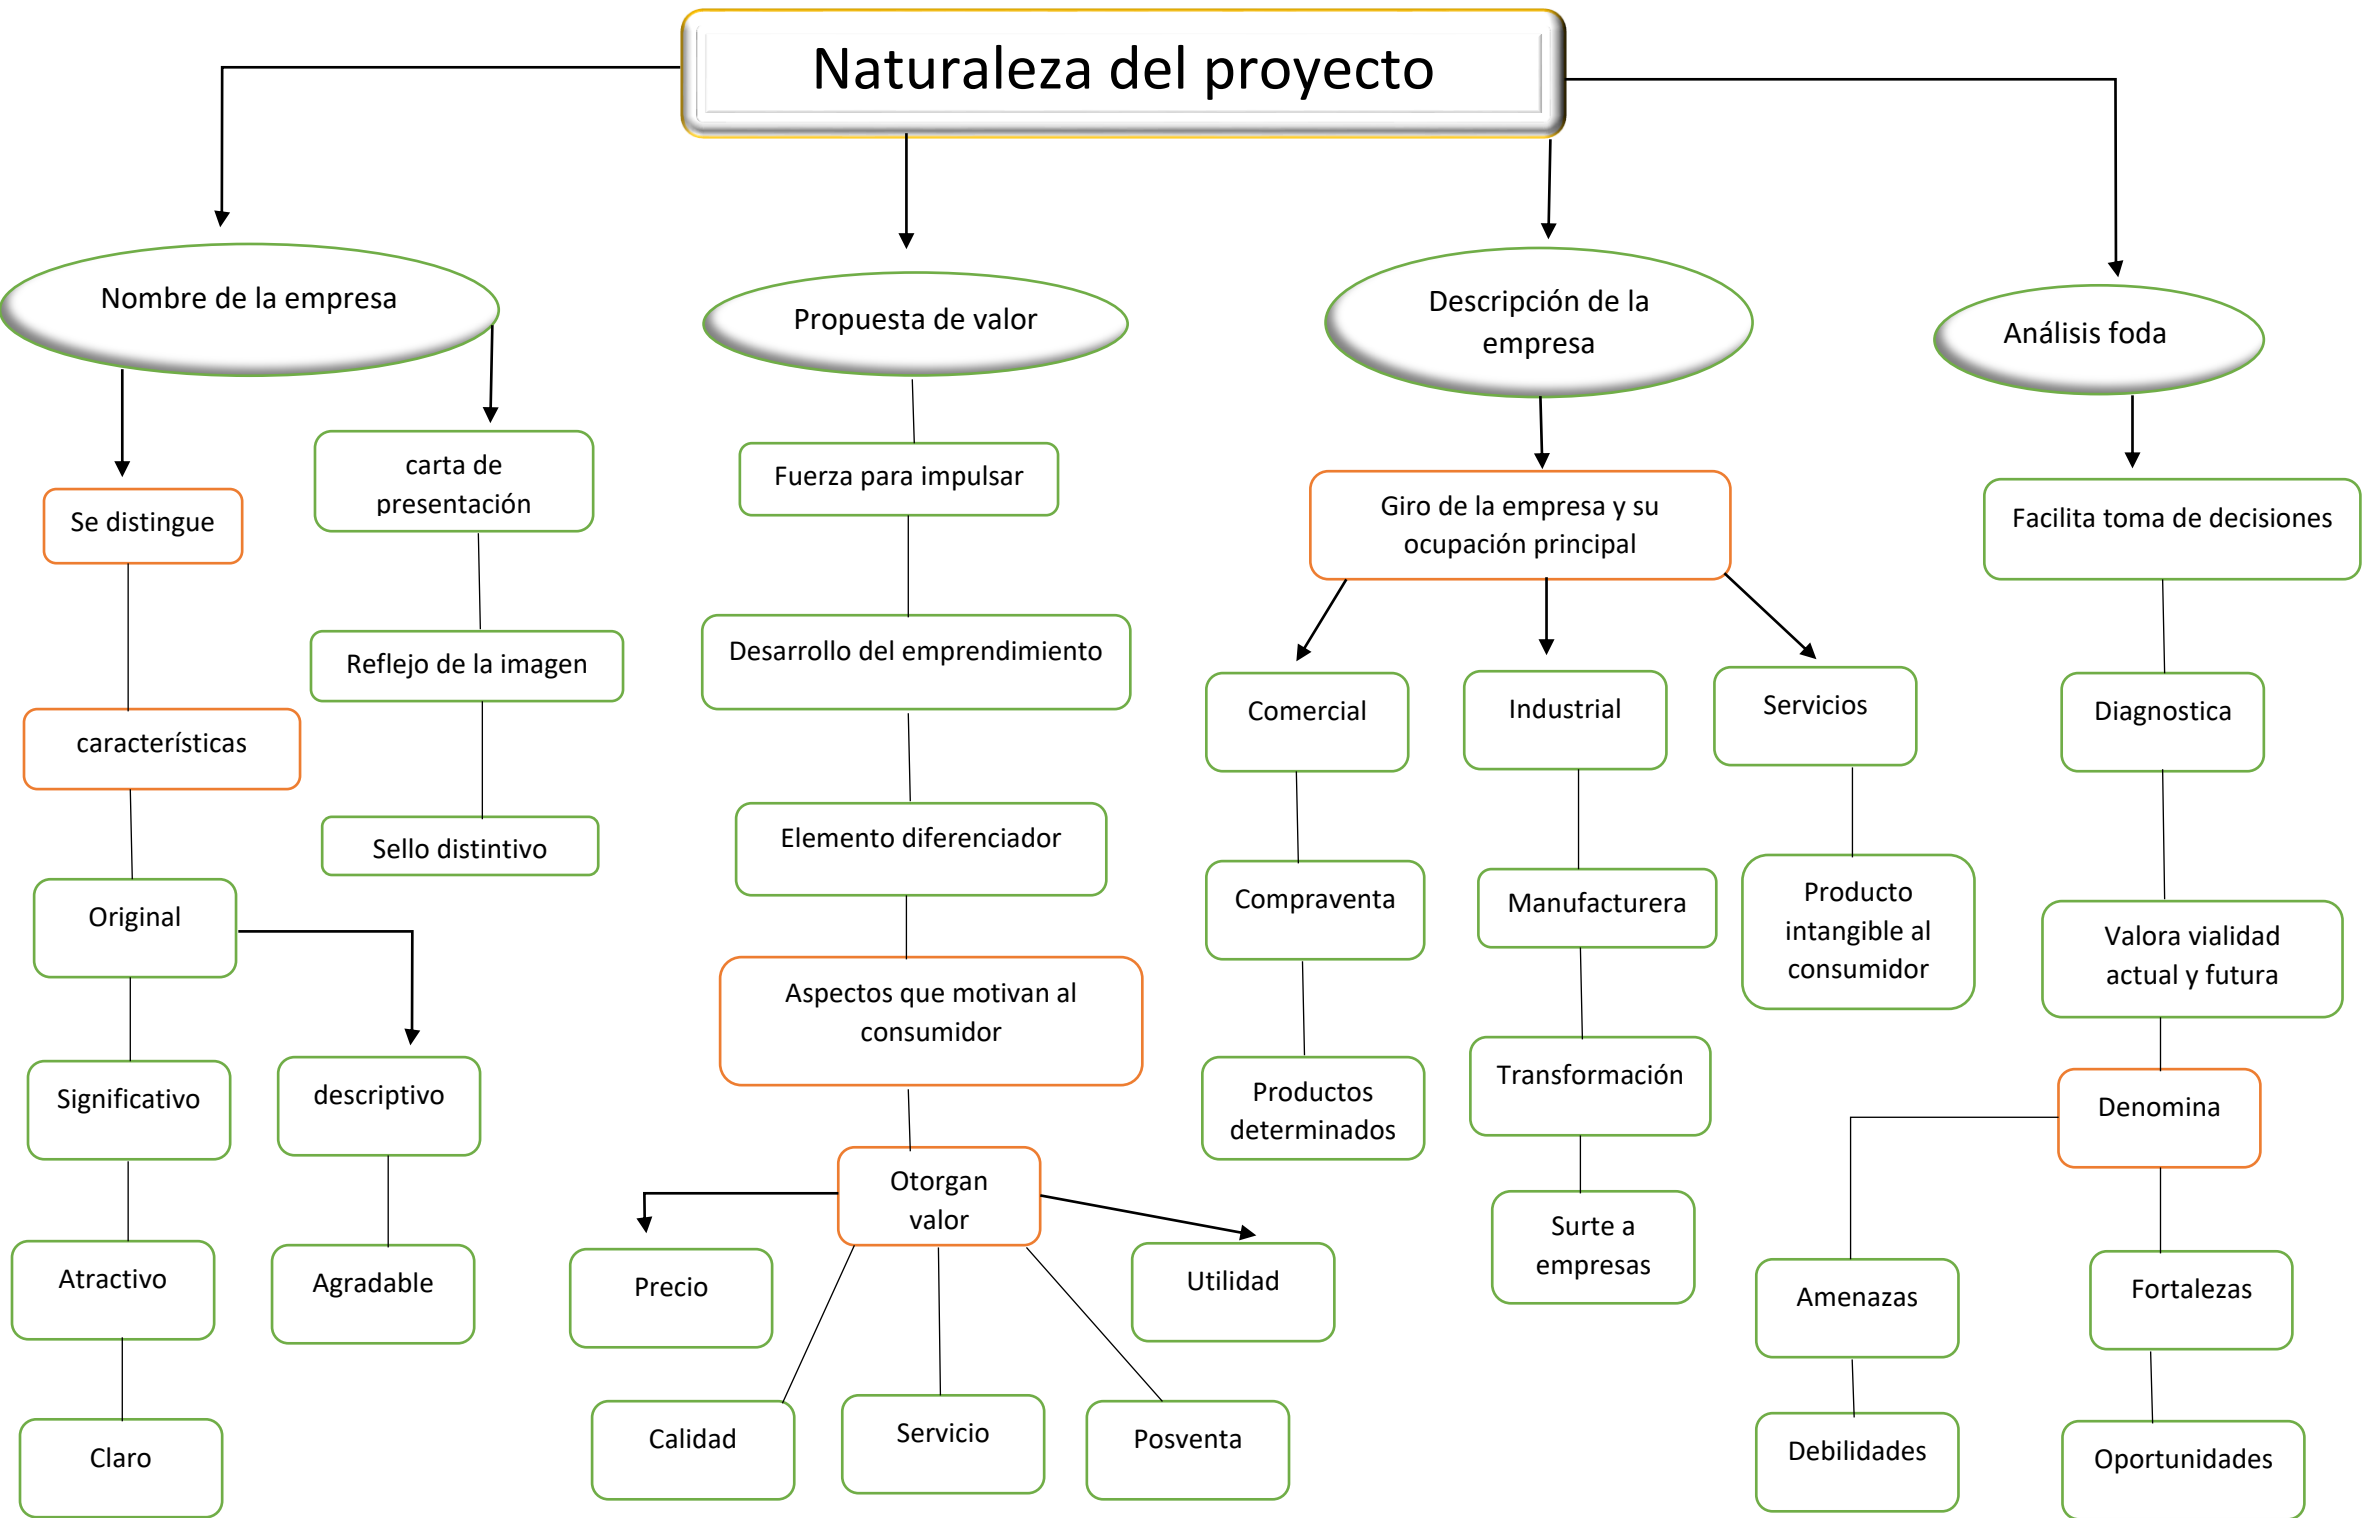 Naturaleza del proyecto
Nombre de la empresa
Se distingue
características
Original
Significativo
Atractivo
Claro
descriptivo
Agradable
carta de
presentación
Reflejo de la imagen
Sello distintivo
Propuesta de valor
Fuerza para impulsar
Desarrollo del emprendimiento
Elemento diferenciador
Aspectos que motivan al
consumidor
Otorgan
valor
Precio
Calidad
Servicio
Posventa
Utilidad
Descripción de la
empresa
Giro de la empresa y su
ocupación principal
Comercial
Compraventa
Productos
determinados
Industrial
Manufacturera
Transformación
Surte a
empresas
Servicios
Producto
intangible al
consumidor
Análisis foda
Facilita toma de decisiones
Diagnostica
Valora vialidad
actual y futura
Denomina
Amenazas
Debilidades
Fortalezas
Oportunidades